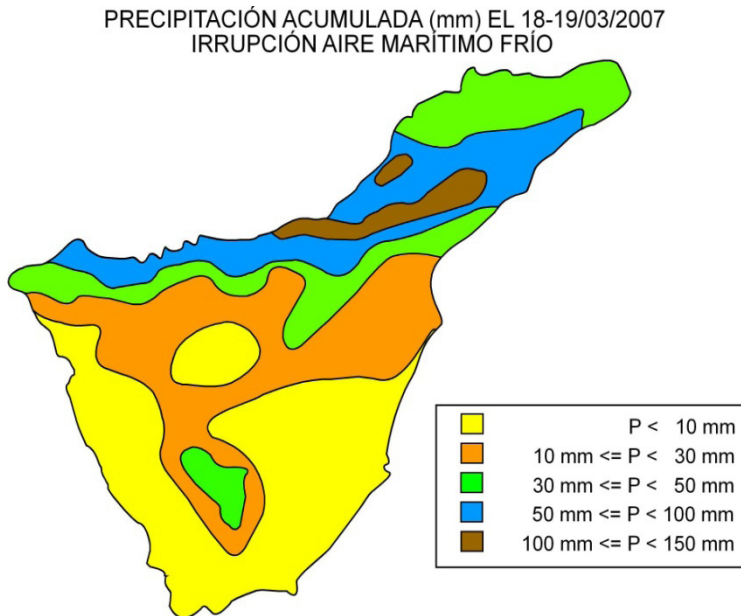 PRECIPITACIÓN ACUMULADA (mm) EL 18-19/03/2007
IRRUPCIÓN AIRE MARÍTIMO FRÍO
P < 10 mm
10 mm <= P < 30 mm
30 mm <= P < 50 mm
50 mm <= P < 100 mm
100 mm <= P < 150 mm